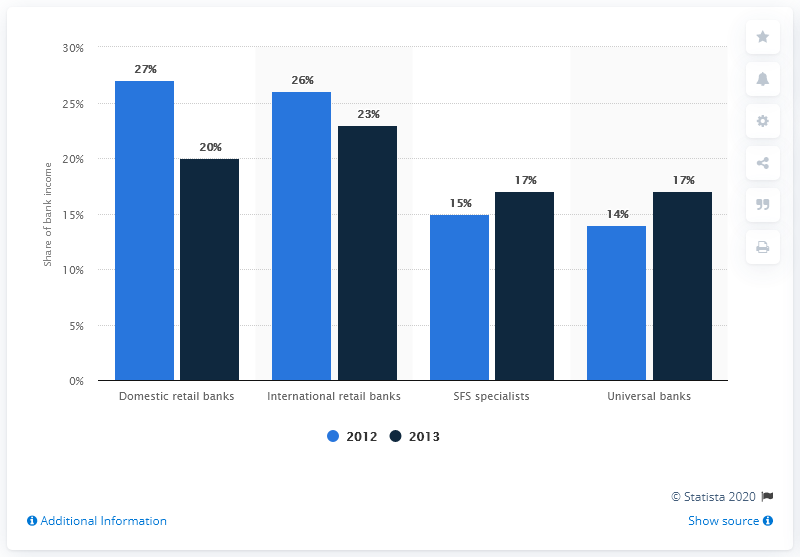 30%
25%
20%
15%
10%
5%
0%
Share of bank income
27%
20%
26%
23%
15%
17%
14%
17%
Domestic retail banks
International retail banks
SFS specialists
Universal banks
2012
2013
© Statista 2020
Additional Information
Show source